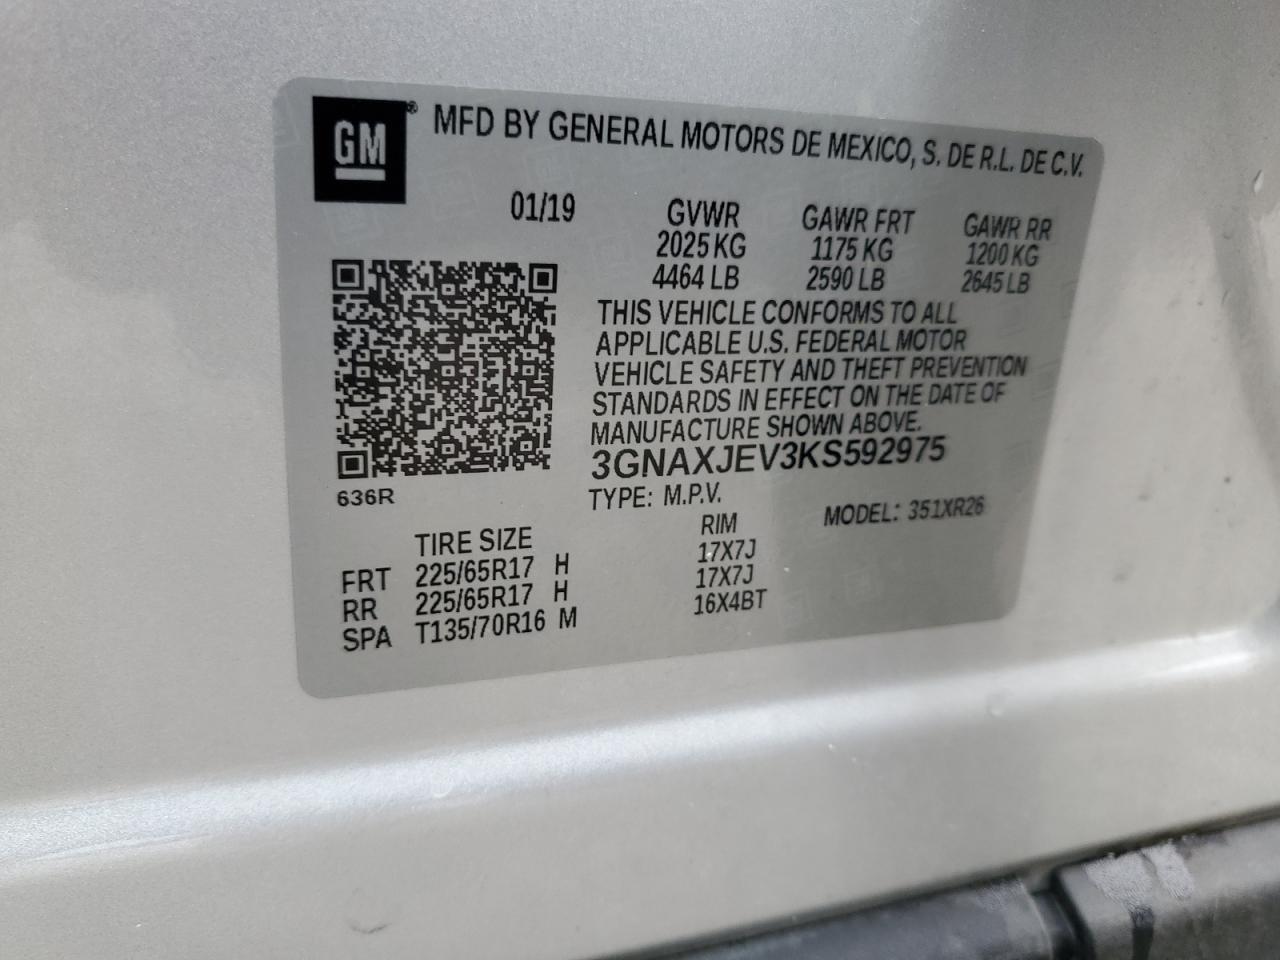 GM® MFD BY GENERAL MOTORS DE MEXICO, S. DE R.L. DE C.V.
01/19 GVWR GAWR FRT GAWR RR
2025 KG 1175 KG 1200 KG
4464 LB 2590 LB 2645 LB
THIS VEHICLE CONFORMS TO ALL
APPLICABLE U.S. FEDERAL MOTOR
VEHICLE SAFETY AND THEFT PREVENTION
STANDARDS IN EFFECT ON THE DATE OF
MANUFACTURE SHOWN ABOVE.
3GNAXJEV3KS592975
636R
TYPE: M.P.V. MODEL: 351XR26
TIRE SIZE RIM
FRT 225/65R17 H 17X7J
RR 225/65R17 H 17X7J
SPA T135/70R16 M 16X4BT